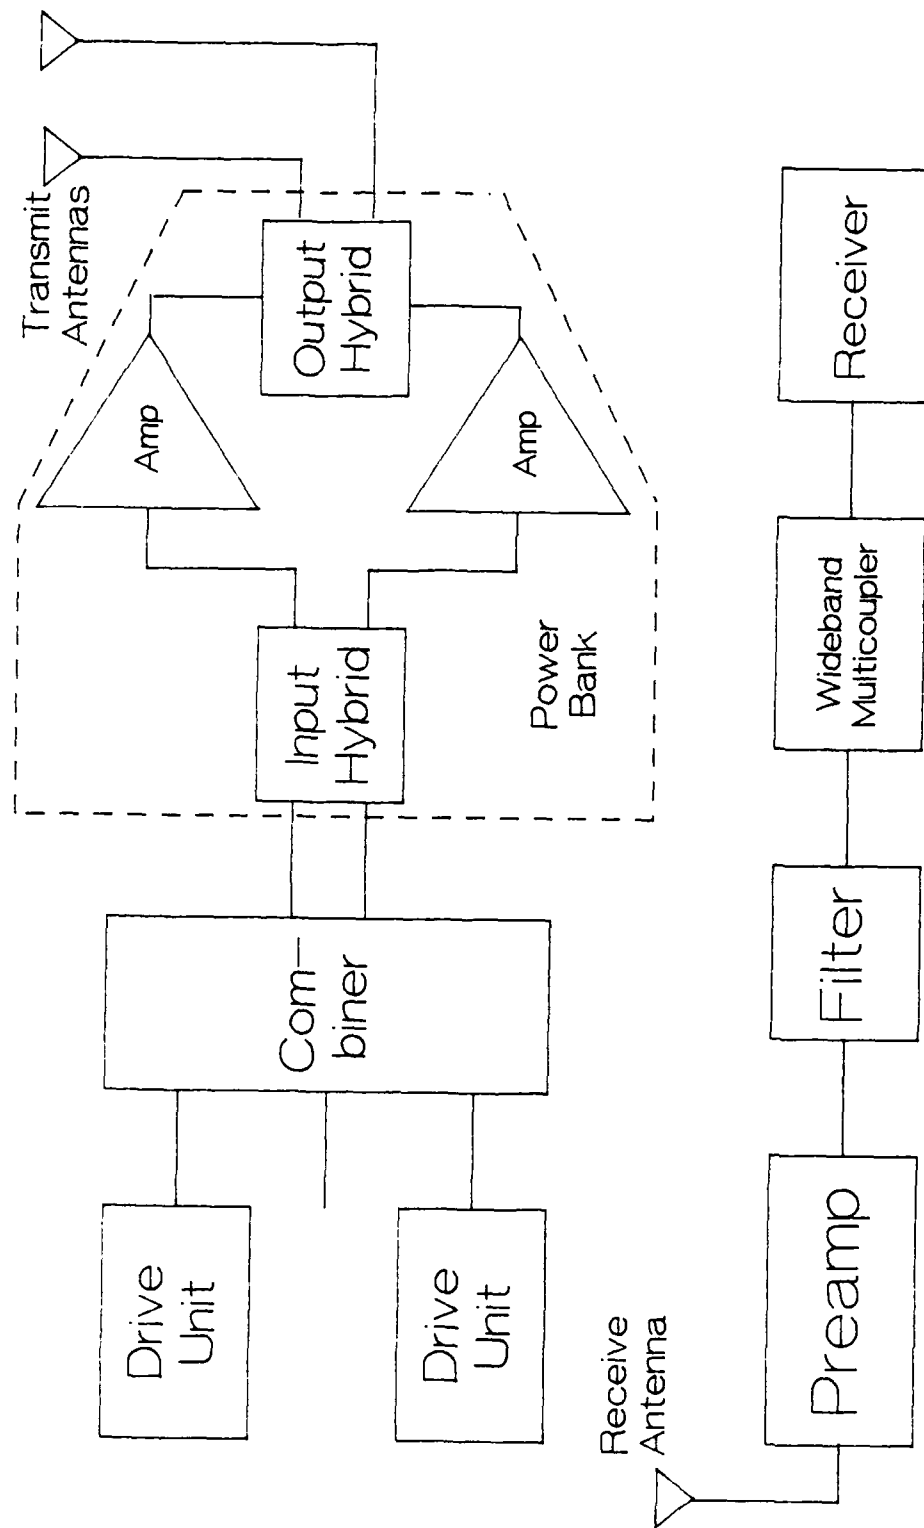 Transmit
Antennas
Drive
Unit
Drive
Unit
Com-
biner
Input
Hybrid
Amp
Amp
Output
Hybrid
Power
Bank
Receive
Antenna
Preamp
Filter
Wideband
Multicoupler
Receiver